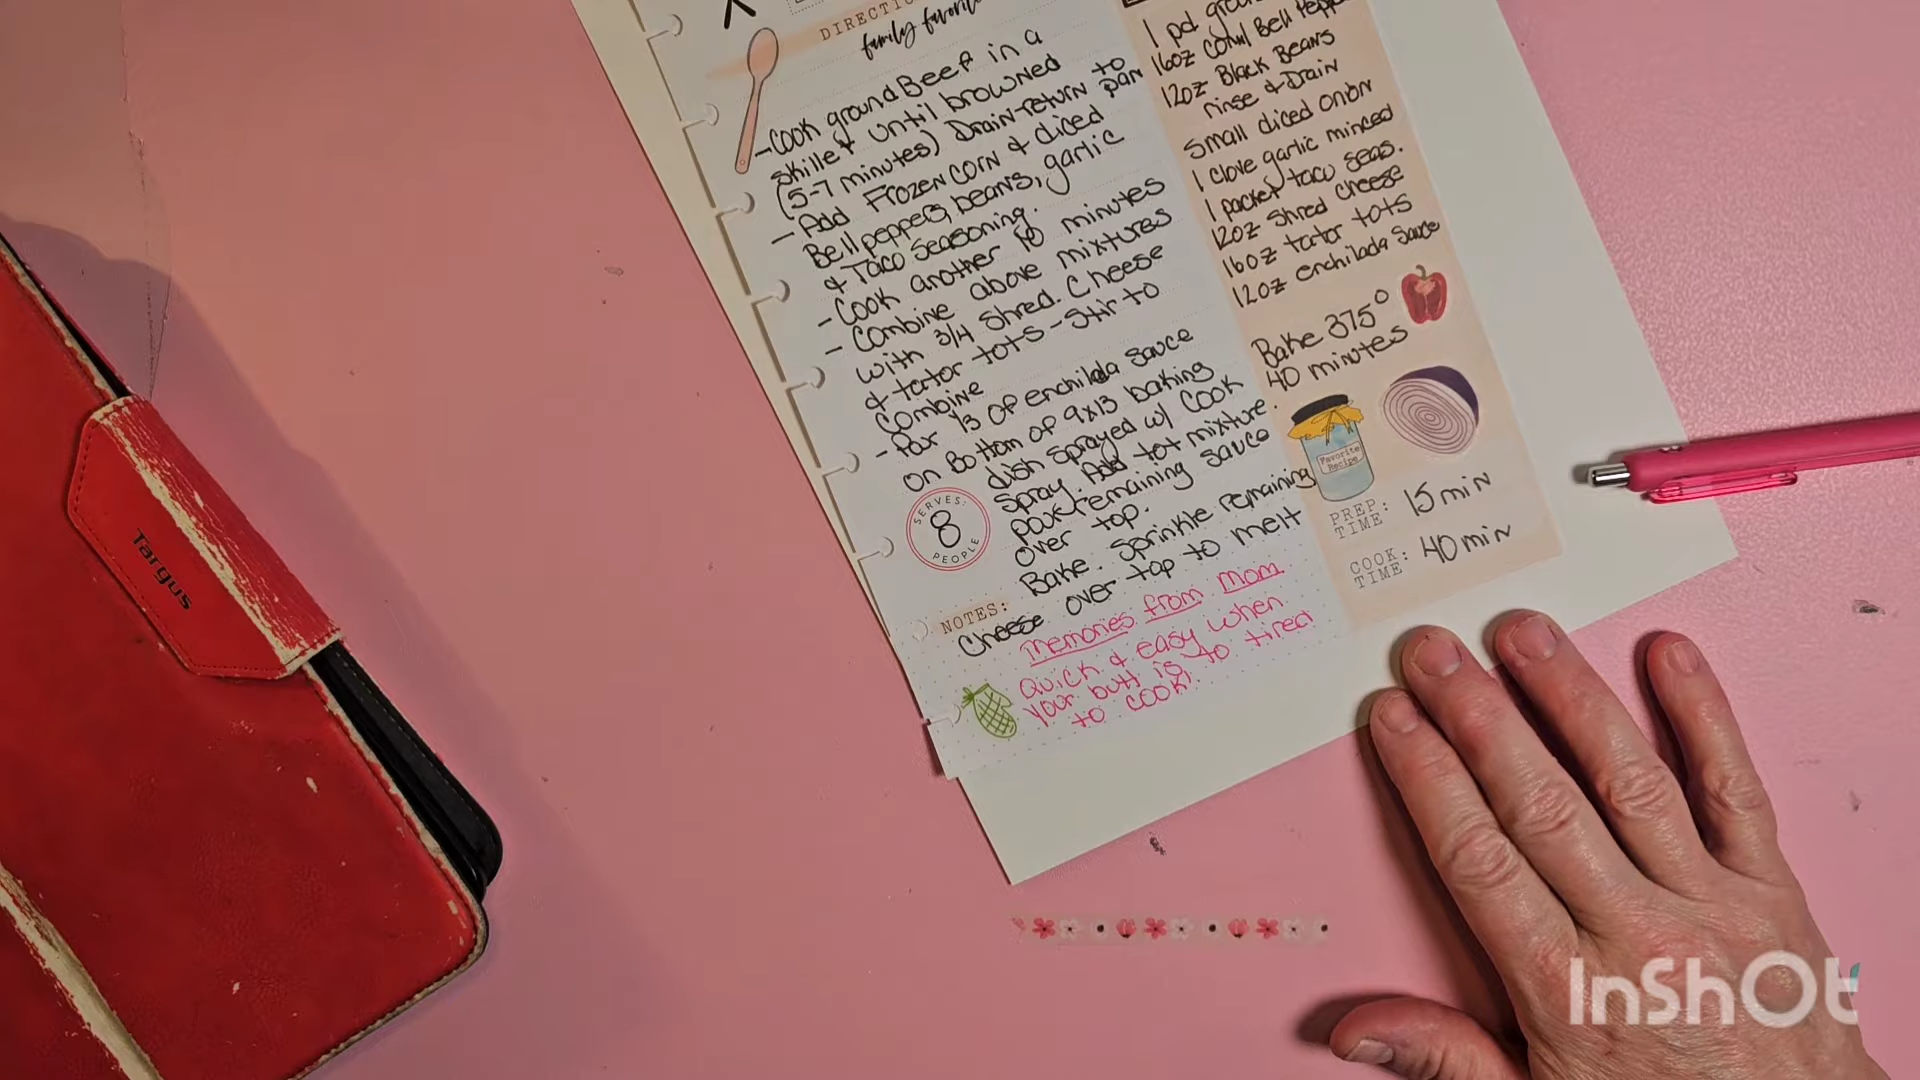 DIRECTIO
family favorite
-Cook ground Beef in a
skillet until browned
(5-7 minutes) Drain-return to pan
- Add Frozen corn & diced
Bell peppers, beans, garlic
& Taco Seasoning.
- Cook another 10 minutes
- Combine above mixtures
with 3/4 shred. Cheese
& tator tots - Stir to
combine
- Por 1/3 of enchilada sauce
on Bottom of 9x13 baking
dish sprayed w/ Cook
spray. Add tot mixture
pour remaining sauce
over top.
Bake. Sprinkle remaining
Cheese over top to melt
SERVES:
8
PEOPLE
NOTES:
Memories from Mom
Quick & easy when
your butt is to tired
to cook!
1 pd groun
16oz Corn/ Bell Peppe
12oz Black Beans
rinse & Drain
Small diced onion
1 clove garlic minced
1 packet taco seas.
12oz shred cheese
16oz tator tots
12oz enchilada sauce
Bake 375°
40 minutes
Favorite
Recipe
PREP TIME: 15 min
COOK TIME: 40 min
Targus
InShOt